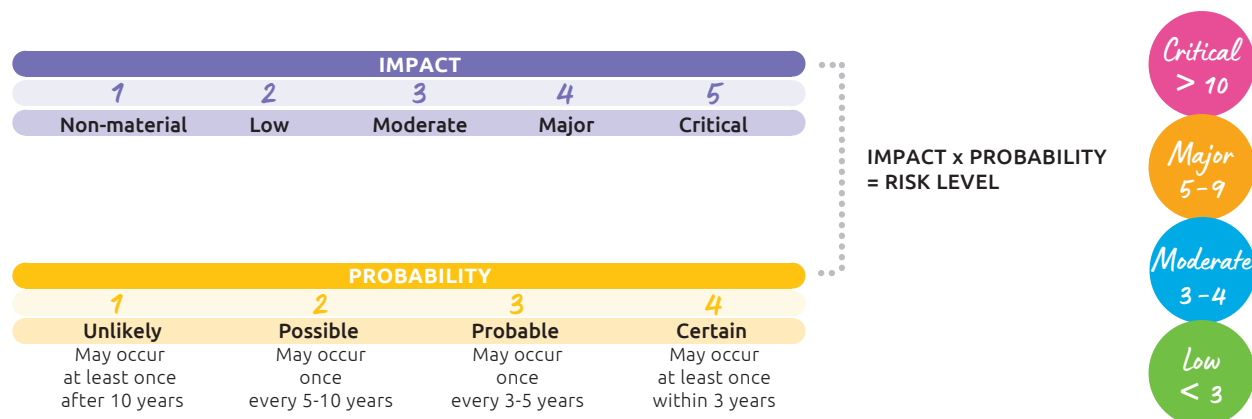 IMPACT
1 2 3 4 5
Non-material Low Moderate Major Critical
IMPACT x PROBABILITY
= RISK LEVEL
PROBABILITY
1 2 3 4
Unlikely Possible Probable Certain
May occur May occur May occur May occur
at least once once once at least once
after 10 years every 5-10 years every 3-5 years within 3 years
Critical
> 10
Major
5-9
Moderate
3-4
Low
< 3